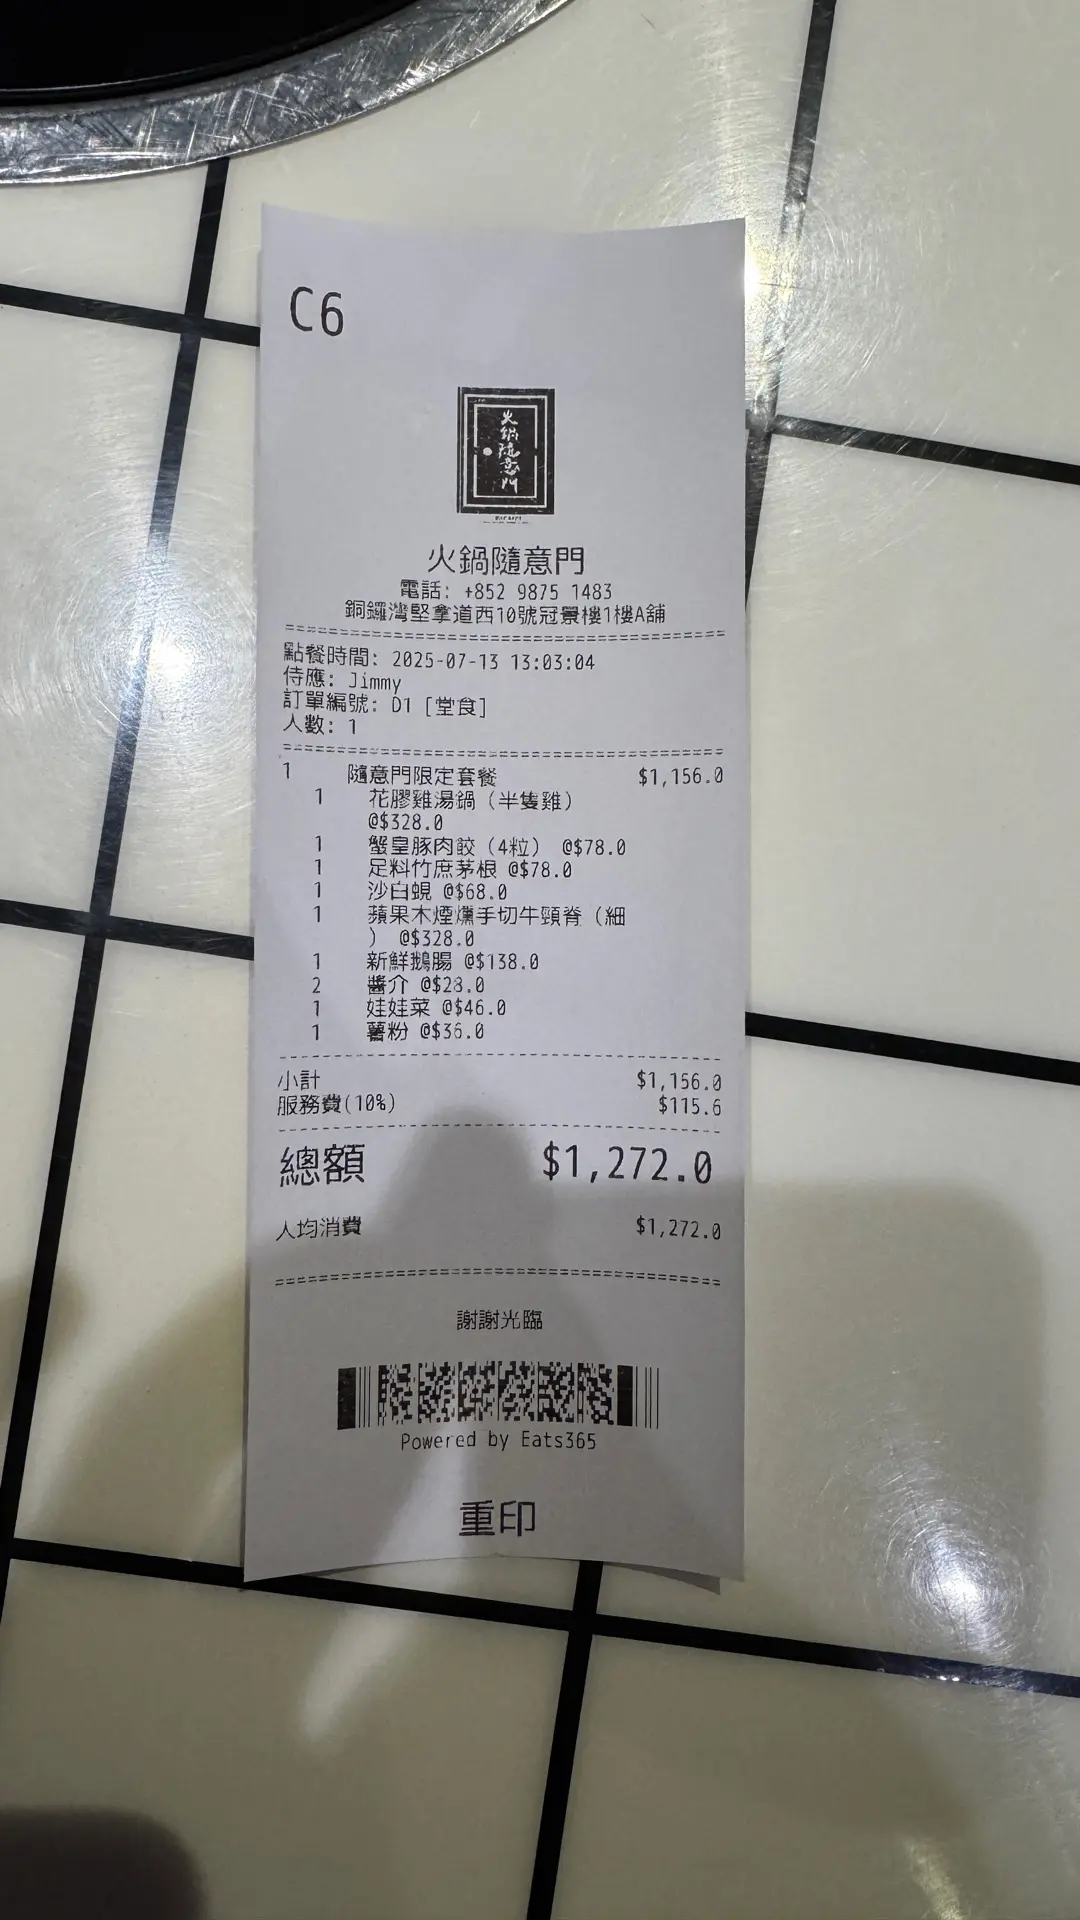 C6
火鍋隨意門
火鍋隨意門
電話: +852 9875 1483
銅鑼灣堅拿道西10號冠景樓1樓A舖
點餐時間: 2025-07-13 13:03:04
侍應: Jimmy
訂單編號: D1 [堂食]
人數: 1
1 隨意門限定套餐 $1,156.0
1 花膠雞湯鍋（半隻雞）
@$328.0
1 蟹皇豚肉餃（4粒） @$78.0
1 足料竹庶茅根 @$78.0
1 沙白蜆 @$68.0
1 蘋果木煙燻手切牛頸脊（細
） @$328.0
1 新鮮鵝腸 @$138.0
2 醬介 @$28.0
1 娃娃菜 @$46.0
1 薯粉 @$36.0
小計 $1,156.0
服務費(10%) $115.6
總額 $1,272.0
人均消費 $1,272.0
謝謝光臨
Powered by Eats365
重印